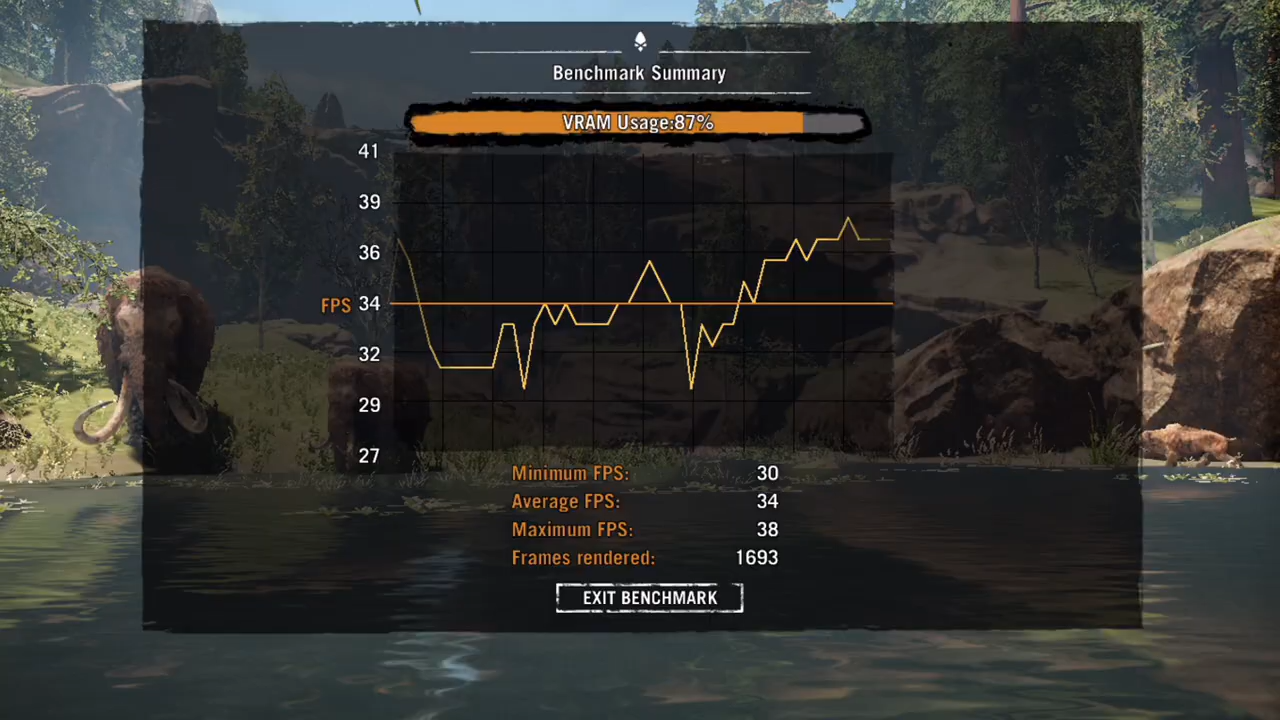 Benchmark Summary
VRAM Usage:87%
41
39
36
FPS 34
32
29
27
Minimum FPS: 30
Average FPS: 34
Maximum FPS: 38
Frames rendered: 1693
EXIT BENCHMARK